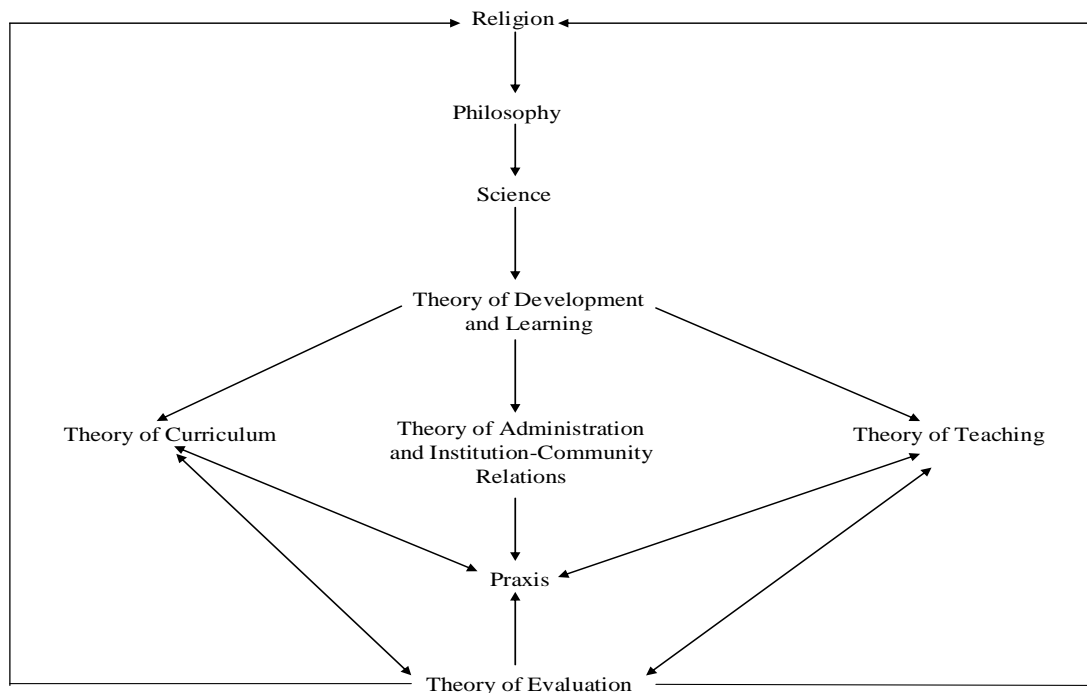 Religion
Philosophy
Science
Theory of Development
and Learning
Theory of Curriculum
Theory of Administration
and Institution-Community
Relations
Theory of Teaching
Praxis
Theory of Evaluation